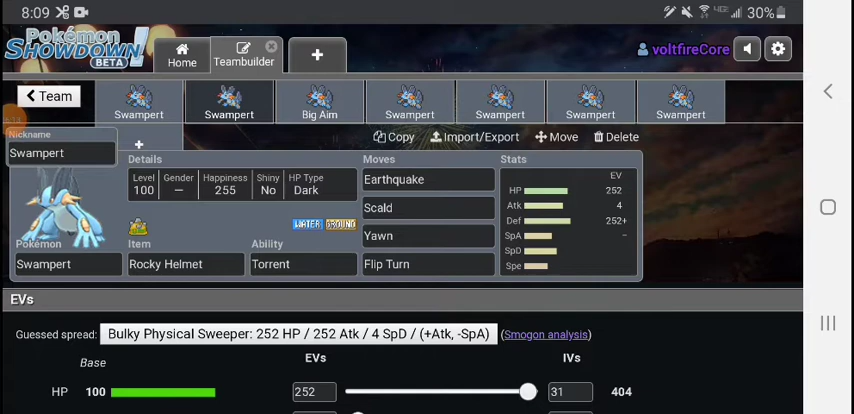 8:09
30%
Pokémon
SHOWDOWN!
BETA
Home
Teambuilder
+
voltfireCore
Team
Swampert
Swampert
Big Aim
Swampert
Swampert
Swampert
Swampert
+
Copy
Import/Export
Move
Delete
Nickname
Swampert
Details
Moves
Stats
Level
100
Gender
—
Happiness
255
Shiny
No
HP Type
Dark
WATER GROUND
Pokémon
Swampert
Item
Rocky Helmet
Ability
Torrent
Earthquake
Scald
Yawn
Flip Turn
EV
HP 252
Atk 4
Def 252+
SpA −
SpD
Spe
EVs
Guessed spread: Bulky Physical Sweeper: 252 HP / 252 Atk / 4 SpD / (+Atk, -SpA) (Smogon analysis)
Base EVs IVs
HP 100 252 31 404